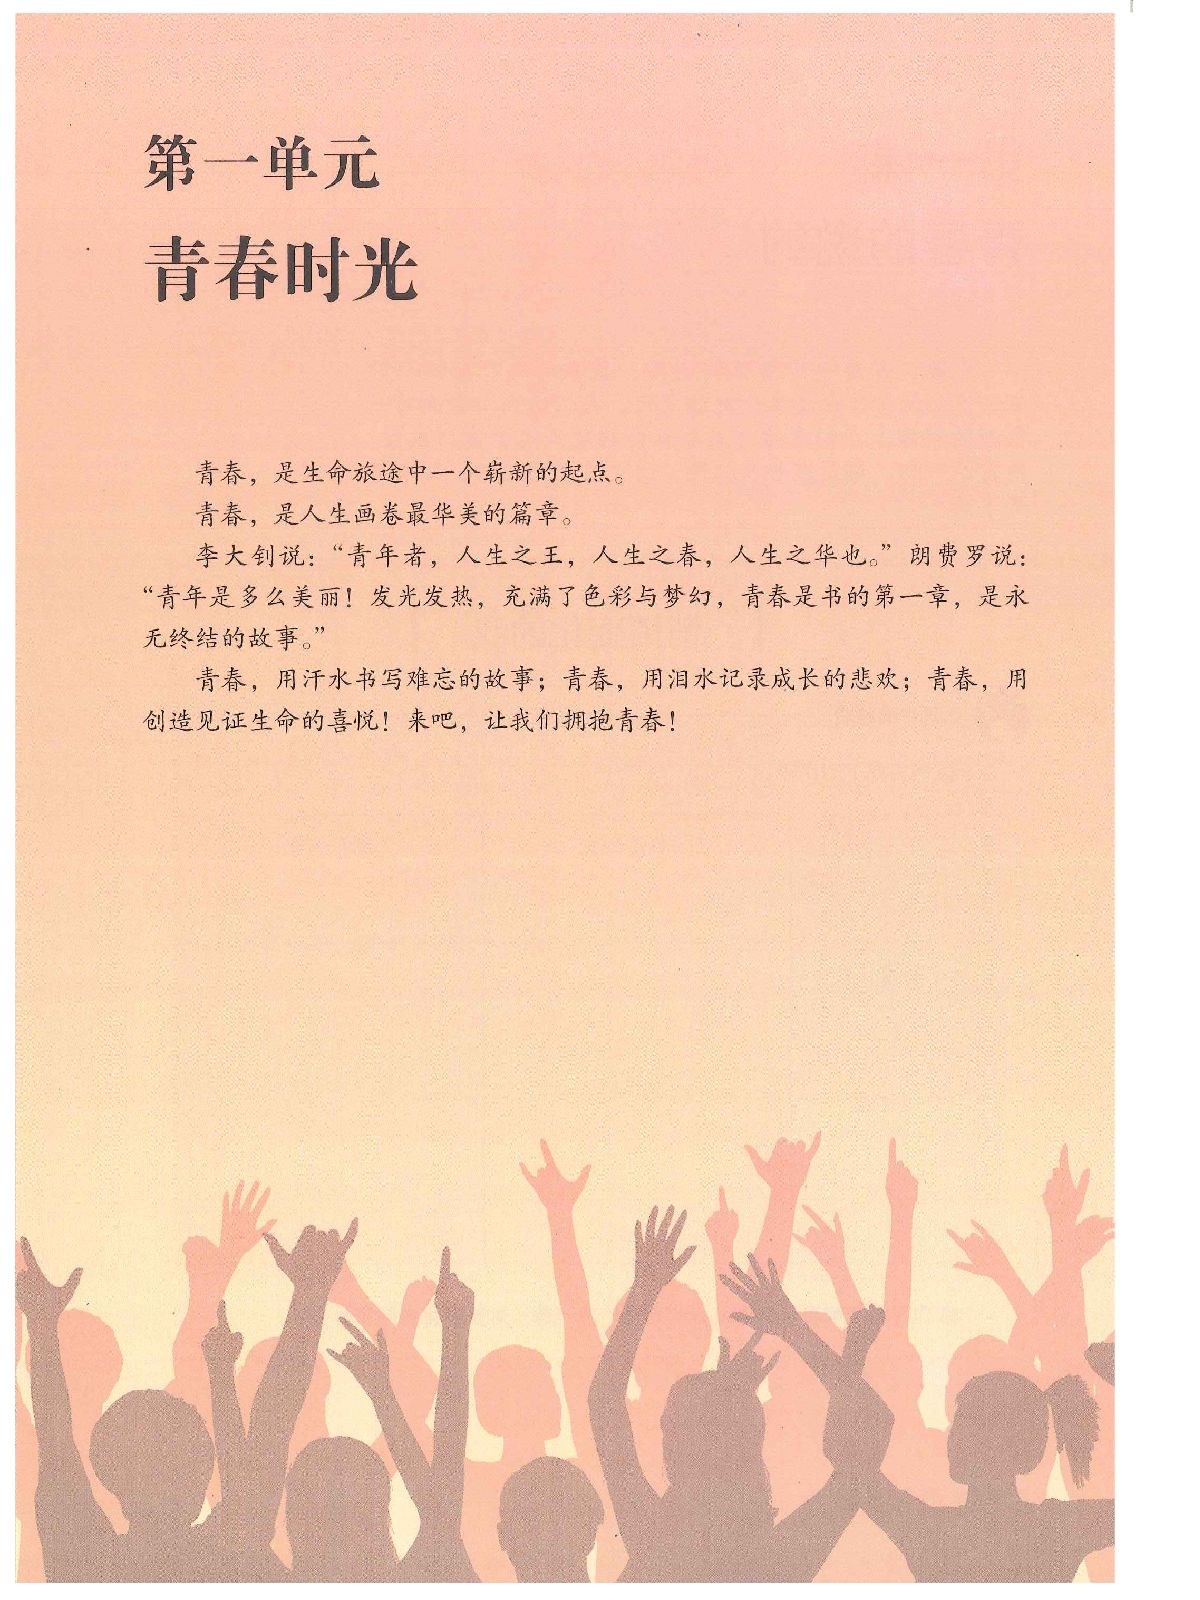 第一单元
青春时光
青春，是生命旅途中一个崭新的起点。
青春，是人生画卷最华美的篇章。
李大钊说：“青年者，人生之王，人生之春，人生之华也。”朗费罗说：
“青年是多么美丽！发光发热，充满了色彩与梦幻，青春是书的第一章，是永
无终结的故事。”
青春，用汗水书写难忘的故事；青春，用泪水记录成长的悲欢；青春，用
创造见证生命的喜悦！来吧，让我们拥抱青春！